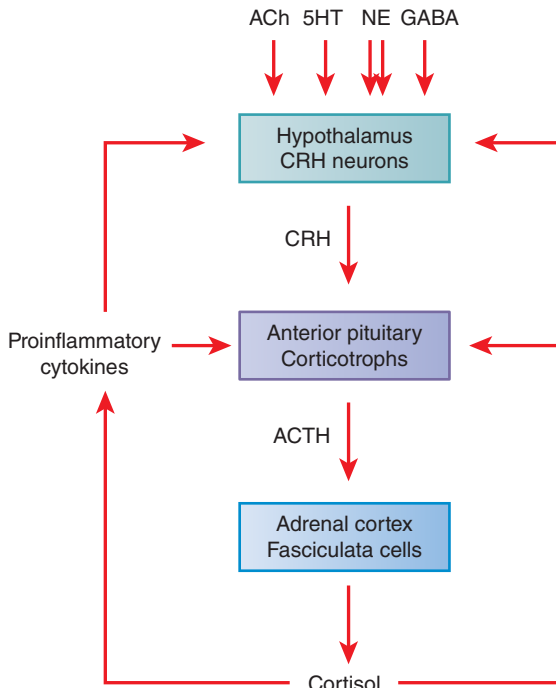 ACh 5HT NE GABA
Hypothalamus
CRH neurons
CRH
Proinflammatory
cytokines
Anterior pituitary
Corticotrophs
ACTH
Adrenal cortex
Fasciculata cells
Cortisol